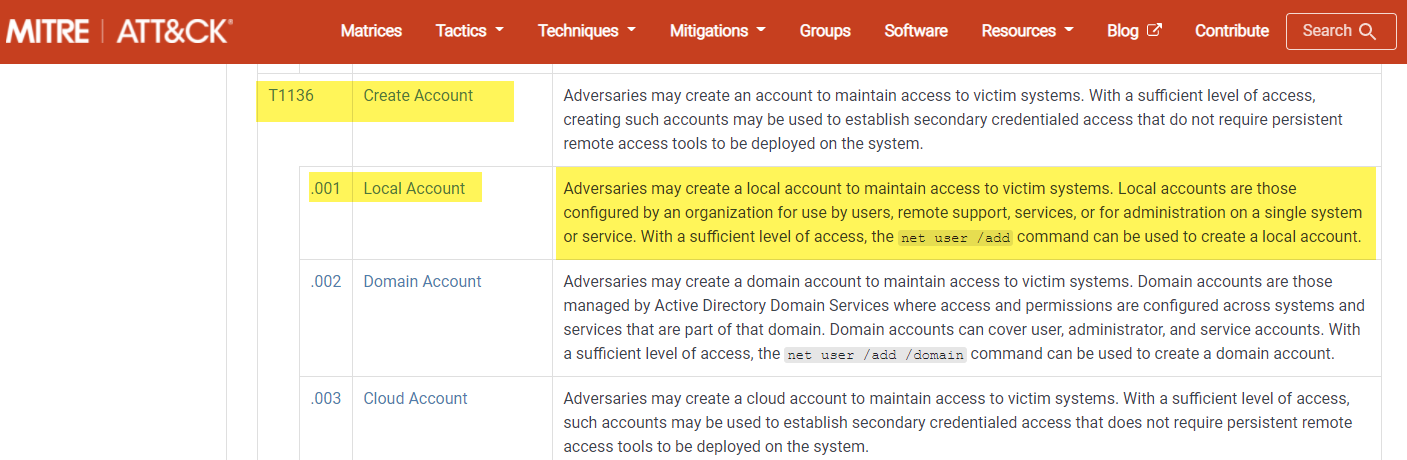 MITRE | ATT&CK®
Matrices Tactics Techniques Mitigations Groups Software Resources Blog Contribute Search
T1136 Create Account Adversaries may create an account to maintain access to victim systems. With a sufficient level of access,
creating such accounts may be used to establish secondary credentialed access that do not require persistent
remote access tools to be deployed on the system.
.001 Local Account Adversaries may create a local account to maintain access to victim systems. Local accounts are those
configured by an organization for use by users, remote support, services, or for administration on a single system
or service. With a sufficient level of access, the net user /add command can be used to create a local account.
.002 Domain Account Adversaries may create a domain account to maintain access to victim systems. Domain accounts are those
managed by Active Directory Domain Services where access and permissions are configured across systems and
services that are part of that domain. Domain accounts can cover user, administrator, and service accounts. With
a sufficient level of access, the net user /add /domain command can be used to create a domain account.
.003 Cloud Account Adversaries may create a cloud account to maintain access to victim systems. With a sufficient level of access,
such accounts may be used to establish secondary credentialed access that does not require persistent remote
access tools to be deployed on the system.